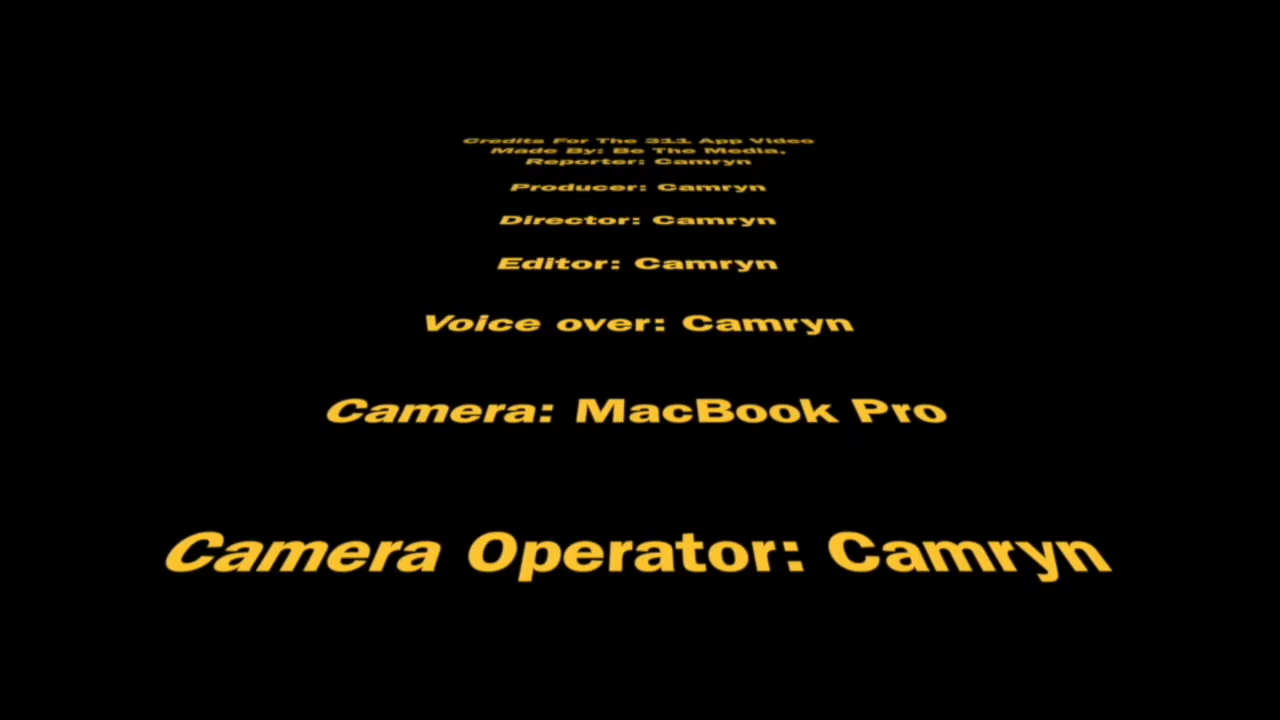 Credits For The 311 App Video
Made By: Be The Media,
Reporter: Camryn
Producer: Camryn
Director: Camryn
Editor: Camryn
Voice over: Camryn
Camera: MacBook Pro
Camera Operator: Camryn